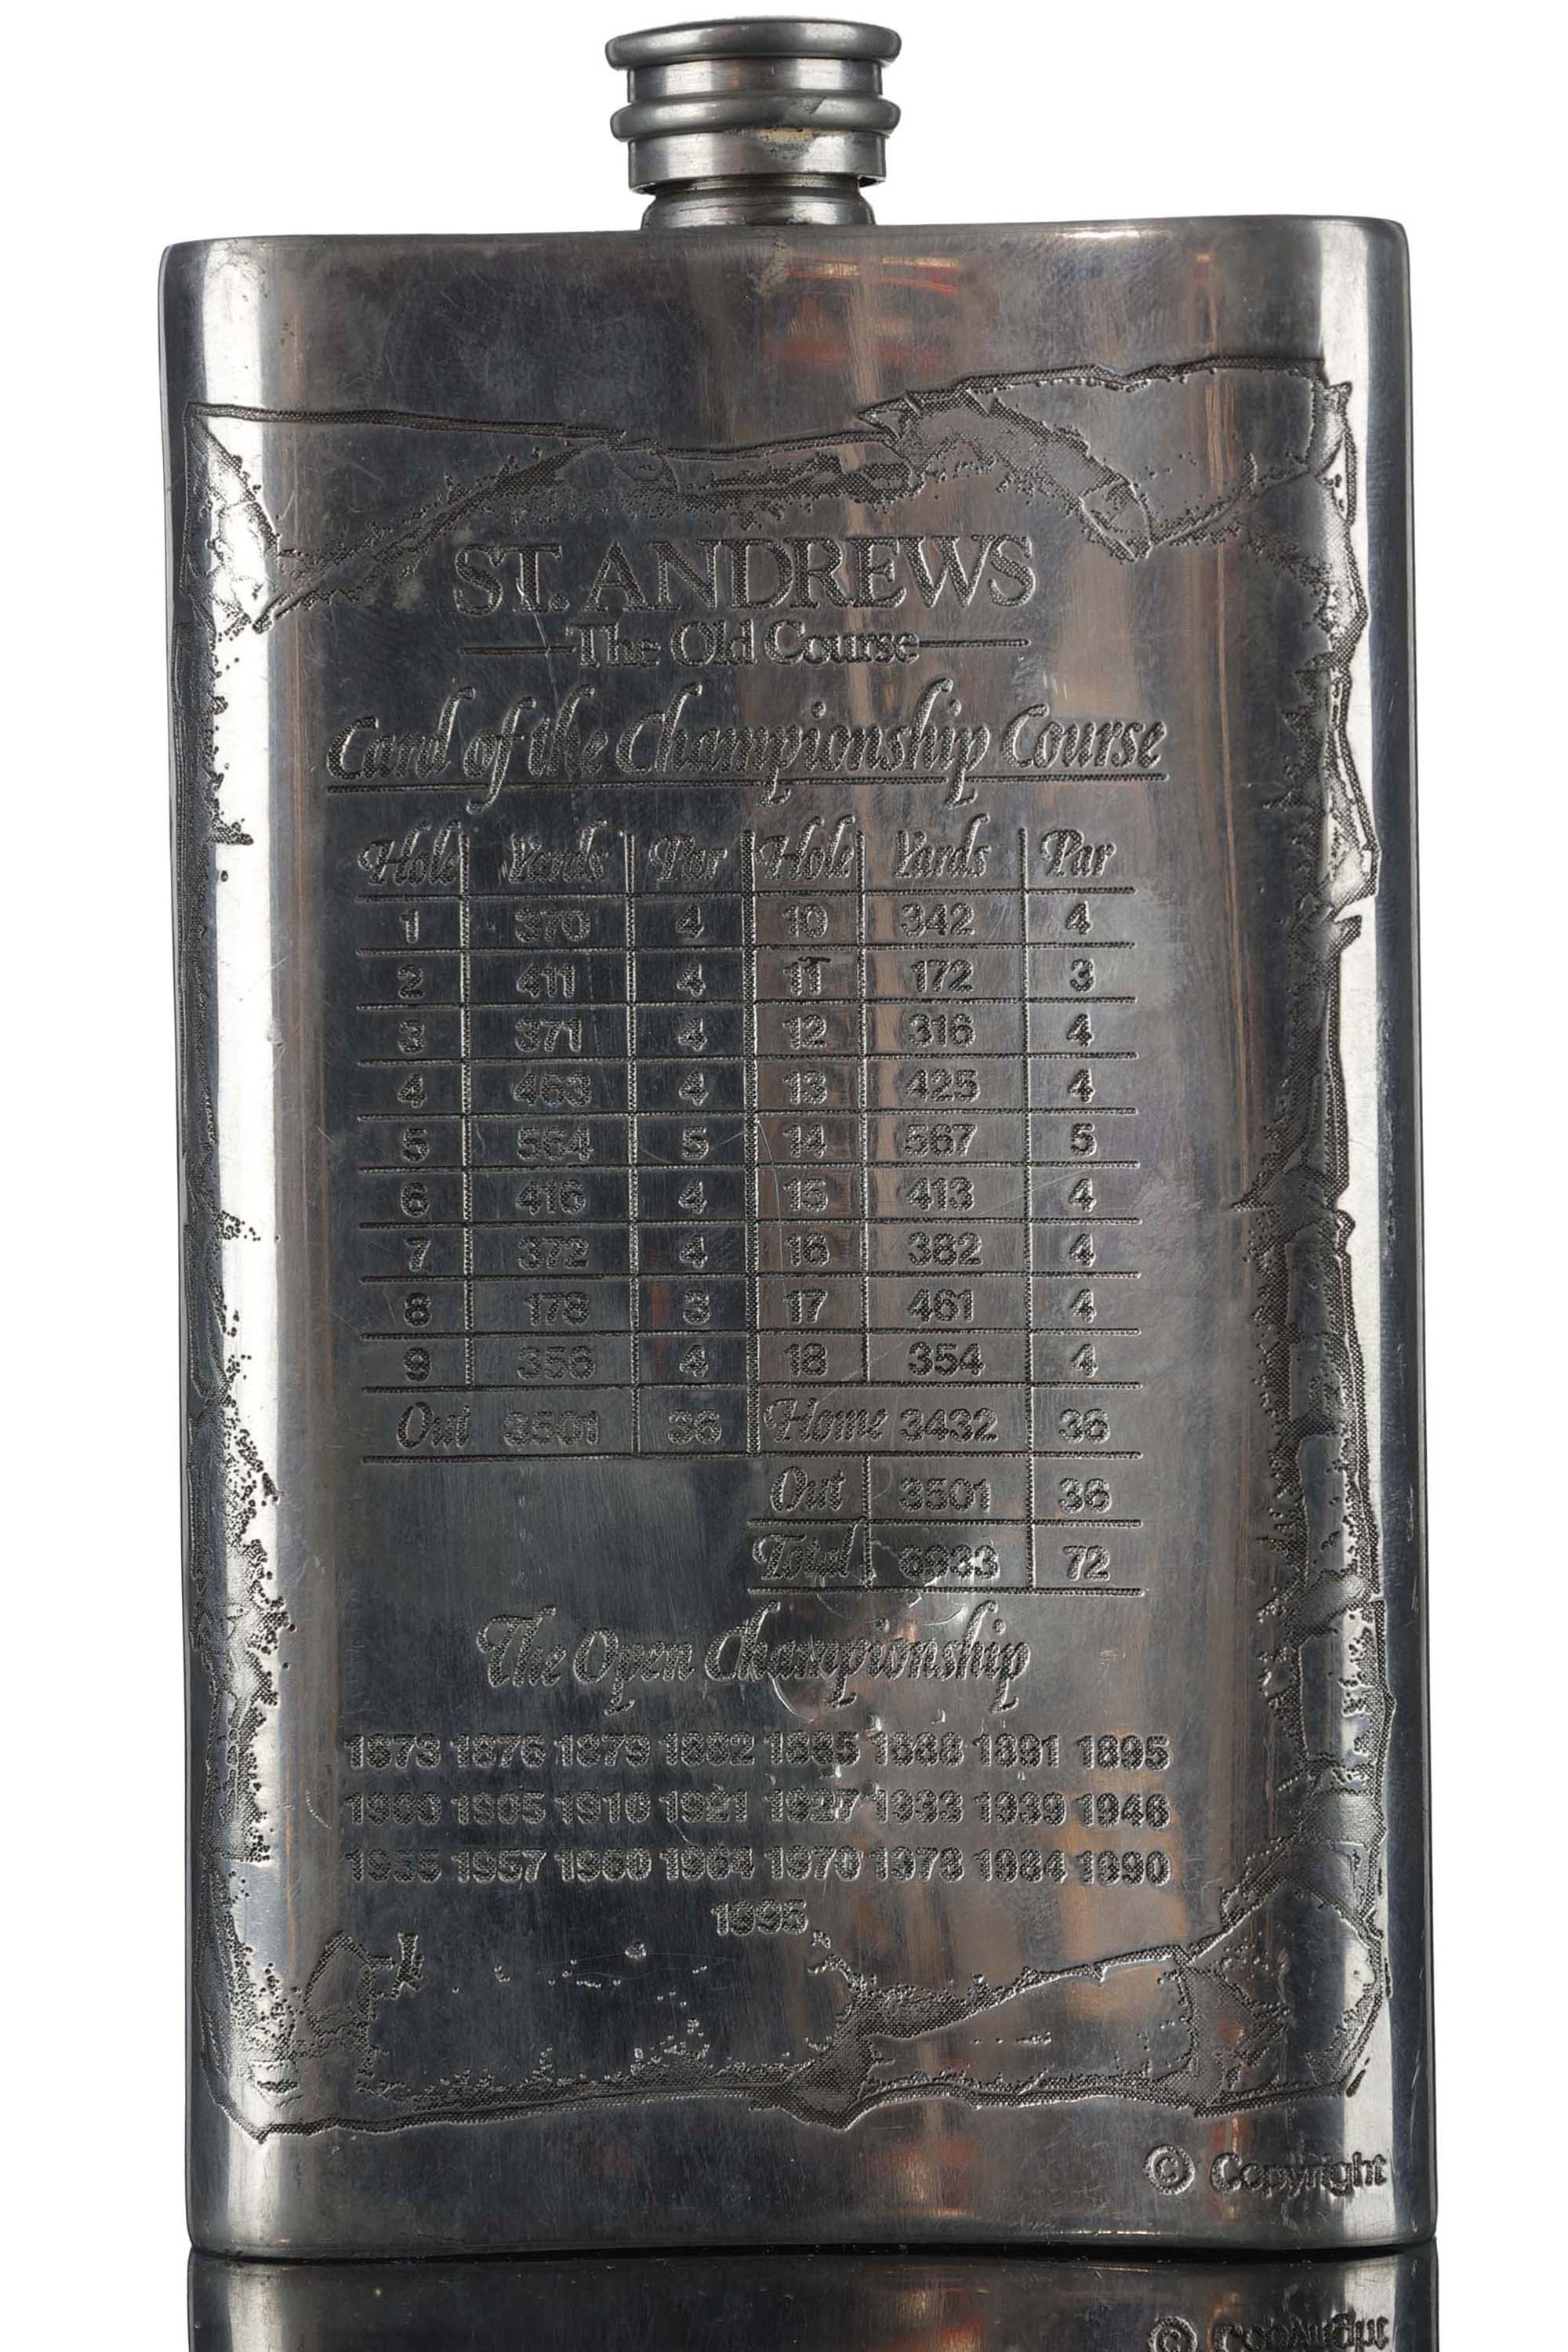 ST. ANDREWS
The Old Course
Card of the Championship Course
Hole Yards Par Hole Yards Par
1 370 4 10 342 4
2 411 4 11 172 3
3 371 4 12 316 4
4 463 4 13 425 4
5 564 5 14 567 5
6 416 4 15 413 4
7 372 4 16 382 4
8 178 3 17 461 4
9 356 4 18 354 4
Out 3501 36 Home 3432 36
Out 3501 36
Total 6933 72
The Open Championship
1873 1876 1879 1882 1885 1888 1891 1895
1900 1905 1910 1921 1927 1933 1939 1946
1955 1957 1960 1964 1970 1978 1984 1990
1995
© Copyright